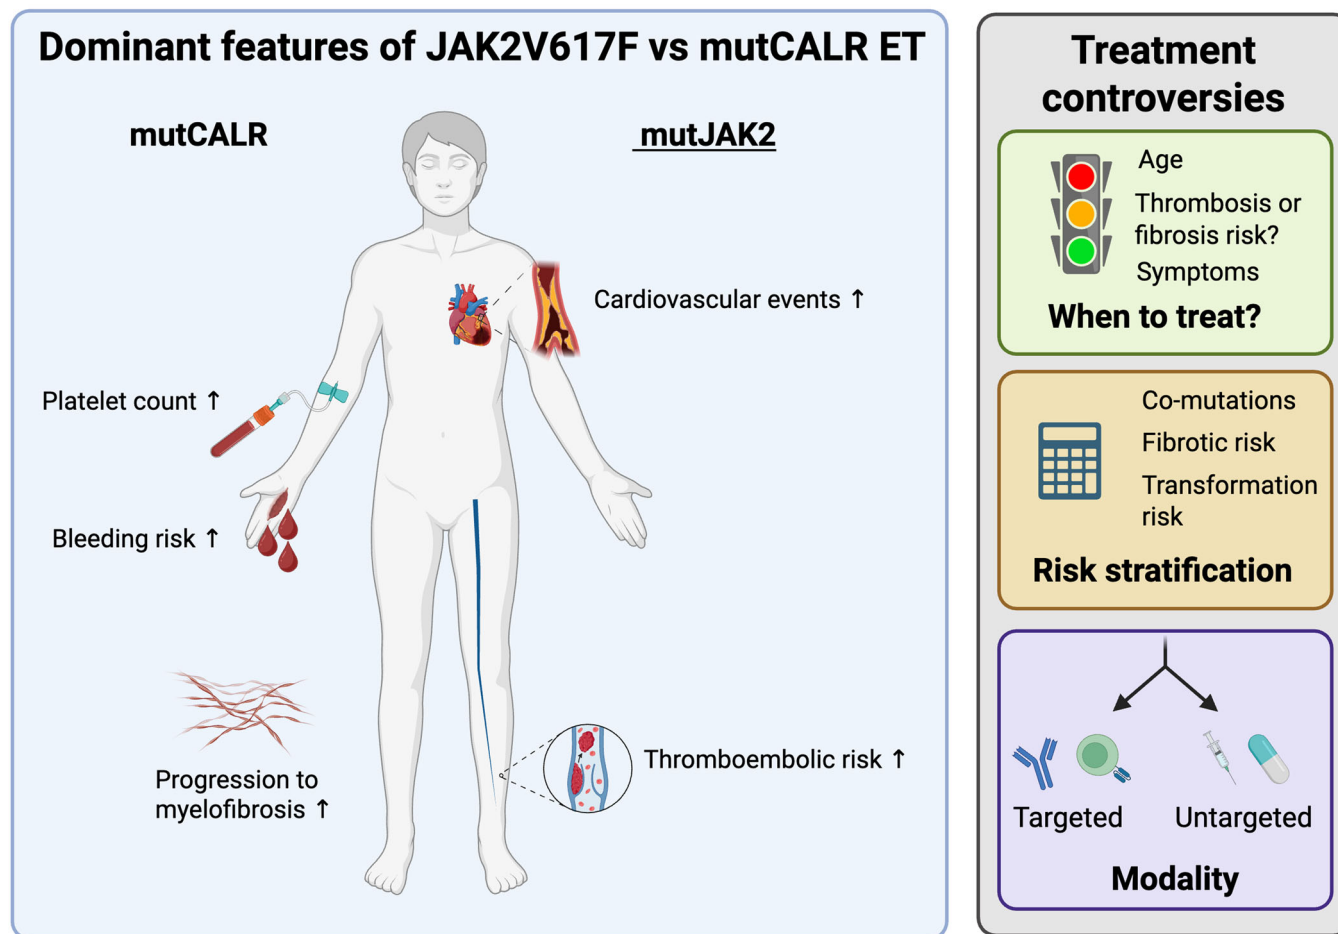 Dominant features of JAK2V617F vs mutCALR ET
mutCALR
mutJAK2
Cardiovascular events ↑
Platelet count ↑
Bleeding risk ↑
Progression to
myelofibrosis ↑
Thromboembolic risk ↑
Treatment
controversies
Age
Thrombosis or
fibrosis risk?
Symptoms
When to treat?
Co-mutations
Fibrotic risk
Transformation
risk
Risk stratification
Targeted
Untargeted
Modality